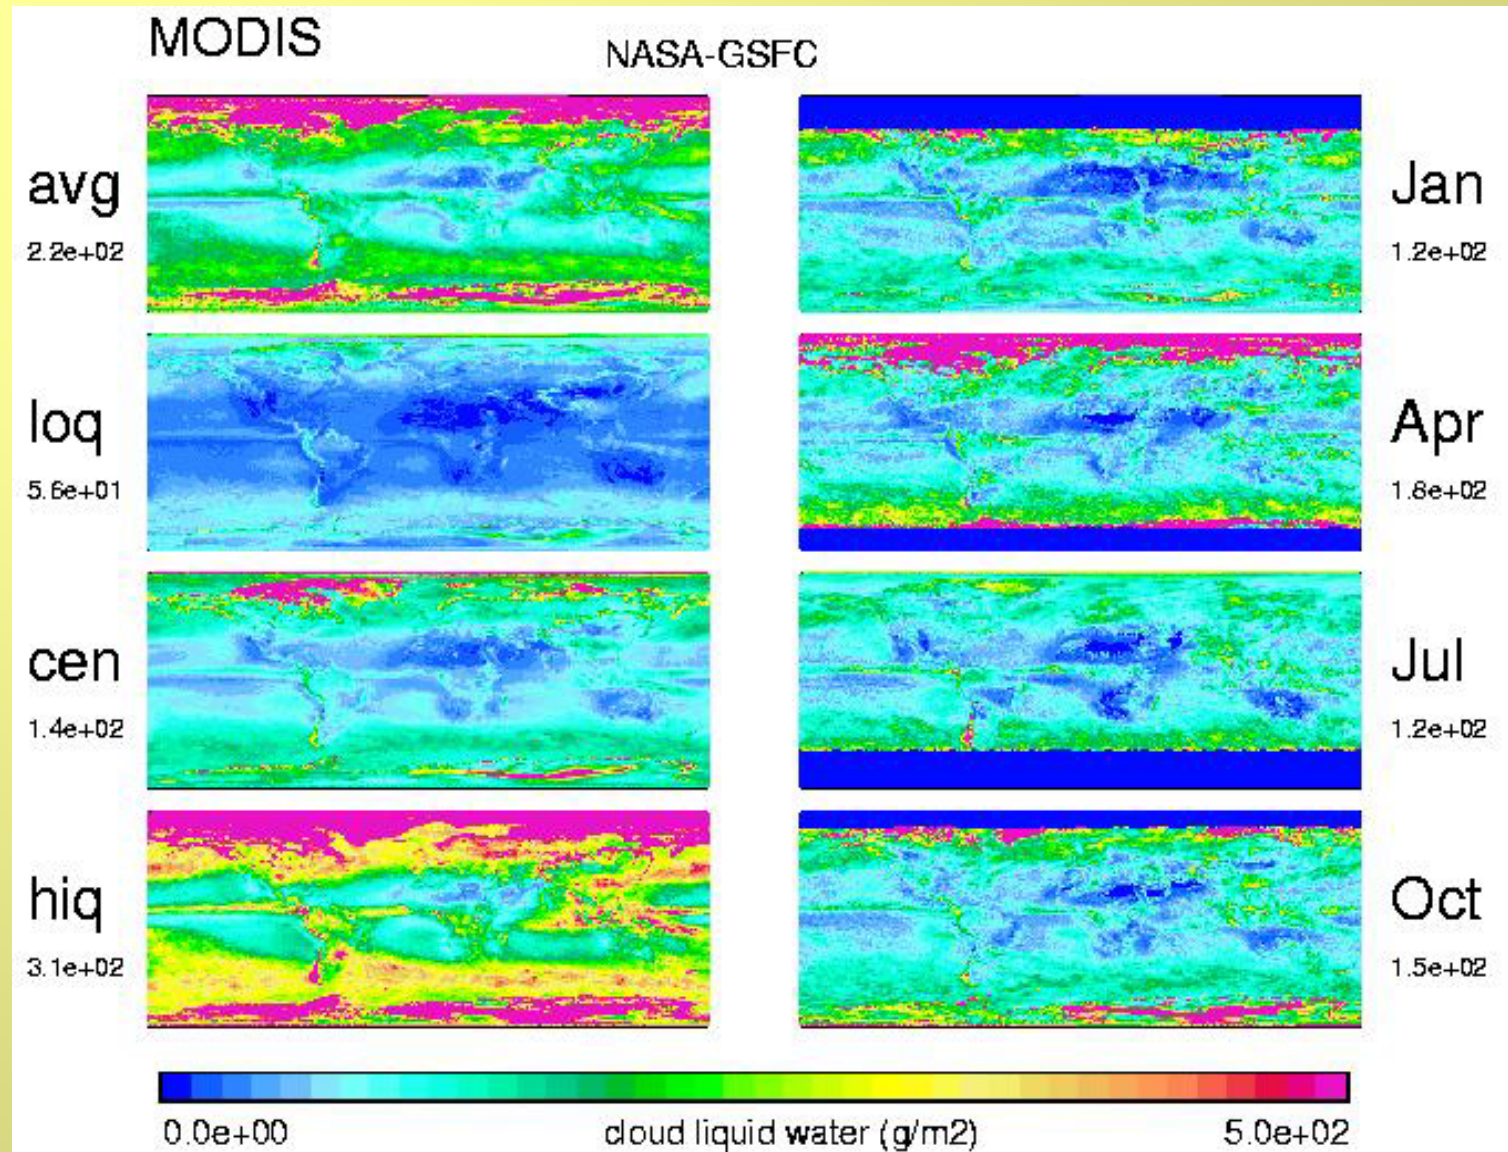 MODIS
NASA-GSFC
avg
2.2e+02
Jan
1.2e+02
loq
5.6e+01
Apr
1.6e+02
cen
1.4e+02
Jul
1.2e+02
hiq
3.1e+02
Oct
1.5e+02
0.0e+00
cloud liquid water (g/m2)
5.0e+02